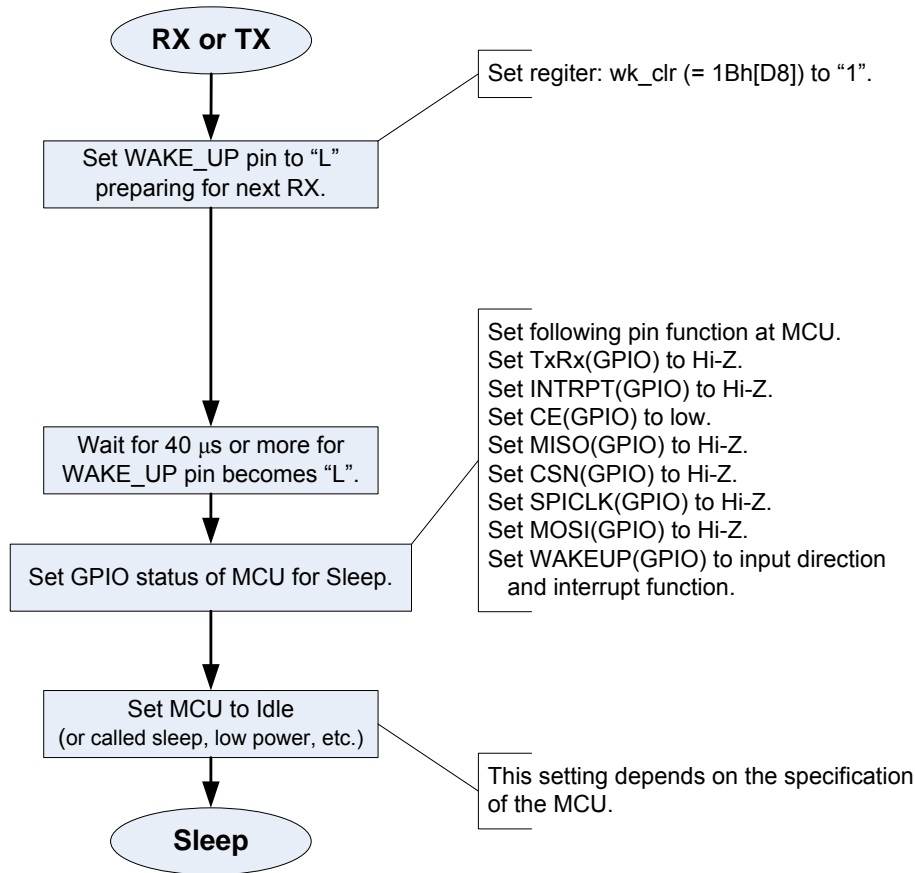 RX or TX
Set regiter: wk_clr (= 1Bh[D8]) to “1”.
Set WAKE_UP pin to “L”
preparing for next RX.
Wait for 40 μs or more for
WAKE_UP pin becomes “L”.
Set following pin function at MCU.
Set TxRx(GPIO) to Hi-Z.
Set INTRPT(GPIO) to Hi-Z.
Set CE(GPIO) to low.
Set MISO(GPIO) to Hi-Z.
Set CSN(GPIO) to Hi-Z.
Set SPICLK(GPIO) to Hi-Z.
Set MOSI(GPIO) to Hi-Z.
Set WAKEUP(GPIO) to input direction
and interrupt function.
Set GPIO status of MCU for Sleep.
Set MCU to Idle
(or called sleep, low power, etc.)
This setting depends on the specification
of the MCU.
Sleep